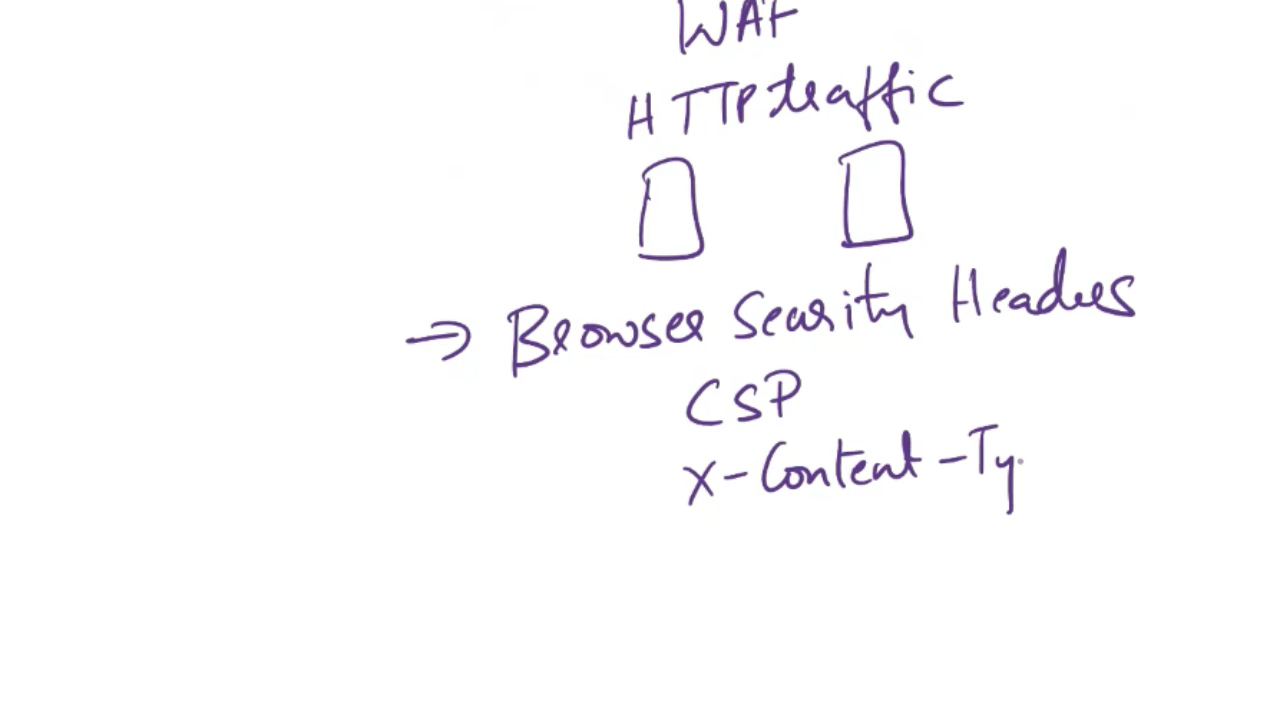 WAF
HTTP traffic
→ Browser Security Headers
CSP
X-Content-Ty